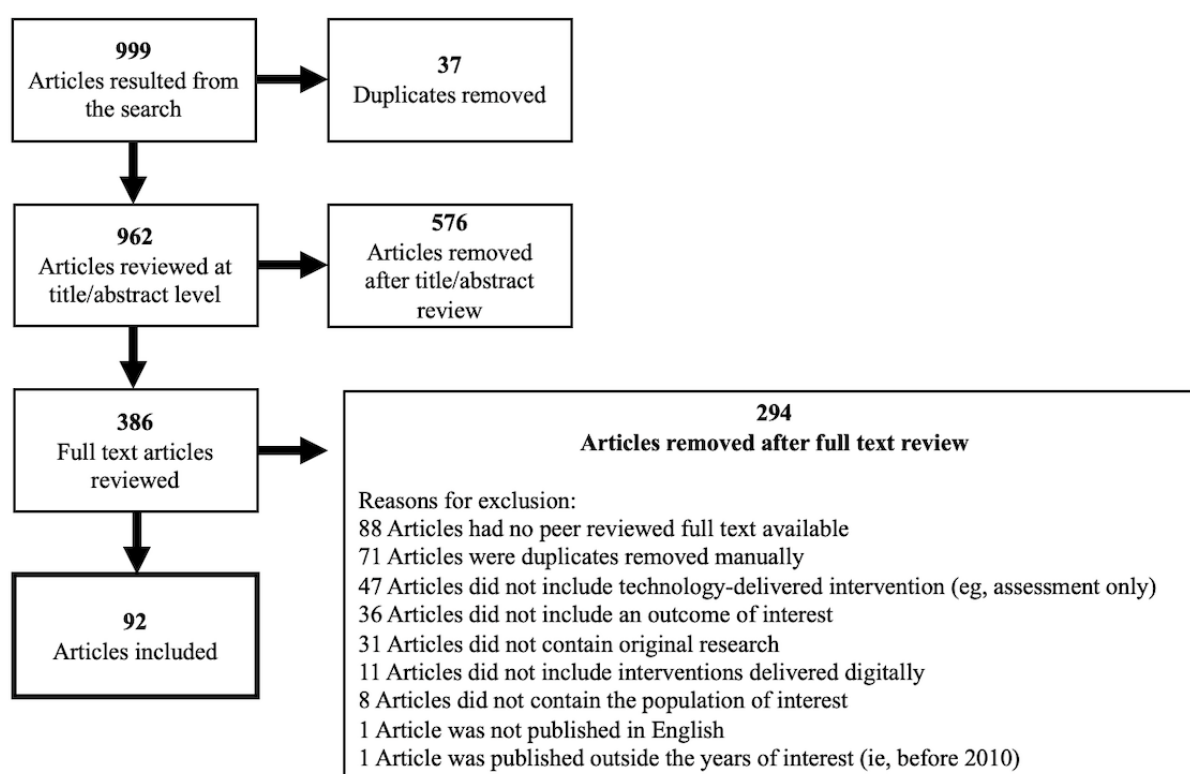 999
Articles resulted from
the search
37
Duplicates removed
962
Articles reviewed at
title/abstract level
576
Articles removed
after title/abstract
review
386
Full text articles
reviewed
294
Articles removed after full text review
Reasons for exclusion:
88 Articles had no peer reviewed full text available
71 Articles were duplicates removed manually
47 Articles did not include technology-delivered intervention (eg, assessment only)
36 Articles did not include an outcome of interest
31 Articles did not contain original research
11 Articles did not include interventions delivered digitally
8 Articles did not contain the population of interest
1 Article was not published in English
1 Article was published outside the years of interest (ie, before 2010)
92
Articles included